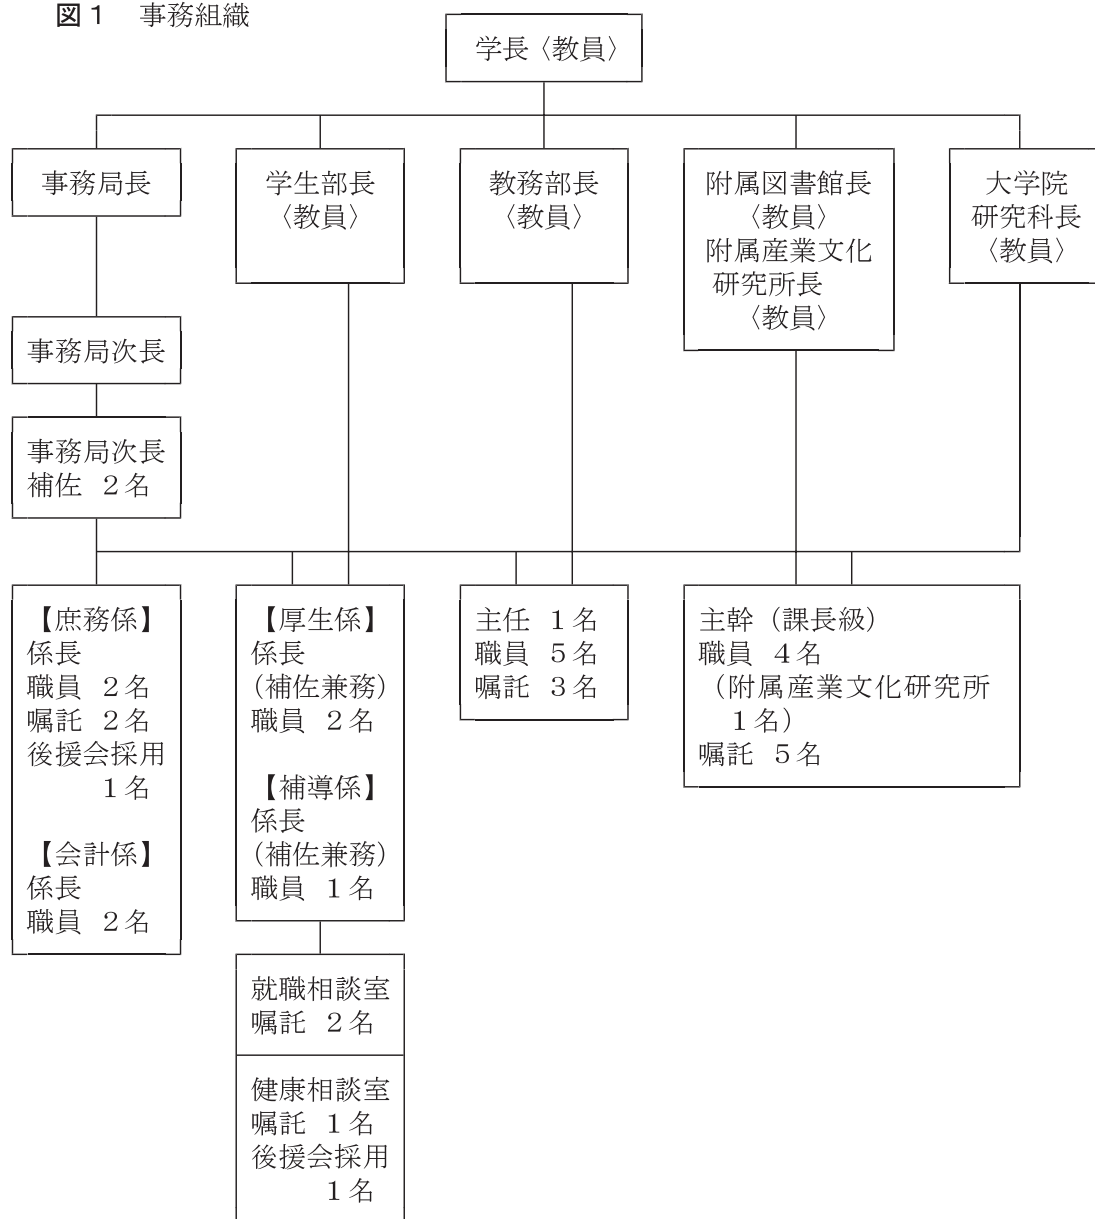 図1 事務組織
学長〈教員〉
事務局長
学生部長
〈教員〉
教務部長
〈教員〉
附属図書館長
〈教員〉
附属産業文化
研究所長
〈教員〉
大学院
研究科長
〈教員〉
事務局次長
事務局次長
補佐 2名
【庶務係】
係長
職員 2名
嘱託 2名
後援会採用
1名
【会計係】
係長
職員 2名
【厚生係】
係長
(補佐兼務)
職員 2名
【補導係】
係長
(補佐兼務)
職員 1名
就職相談室
嘱託 2名
健康相談室
嘱託 1名
後援会採用
1名
主任 1名
職員 5名
嘱託 3名
主幹(課長級)
職員 4名
(附属産業文化研究所
1名)
嘱託 5名